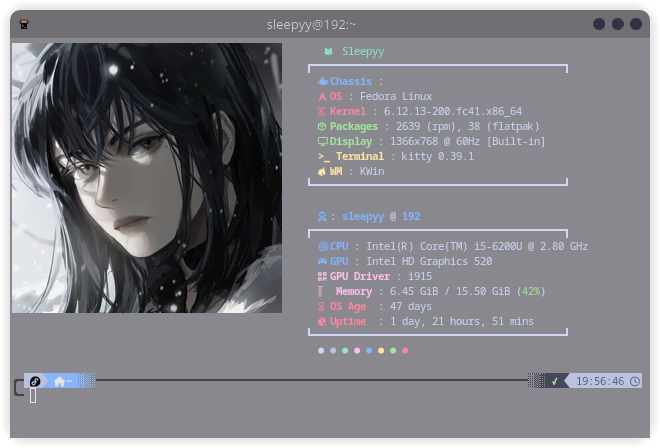 sleepyy@192:~
Sleepyy
Chassis :
OS : Fedora Linux
Kernel : 6.12.13-200.fc41.x86_64
Packages : 2639 (rpm), 38 (flatpak)
Display : 1366x768 @ 60Hz [Built-in]
>_ Terminal : kitty 0.39.1
WM : KWin
: sleepyy @ 192
CPU : Intel(R) Core(TM) i5-6200U @ 2.80 GHz
GPU : Intel HD Graphics 520
GPU Driver : i915
Memory : 6.45 GiB / 15.50 GiB (42%)
OS Age : 47 days
Uptime : 1 day, 21 hours, 51 mins
~ ✓ 19:56:46